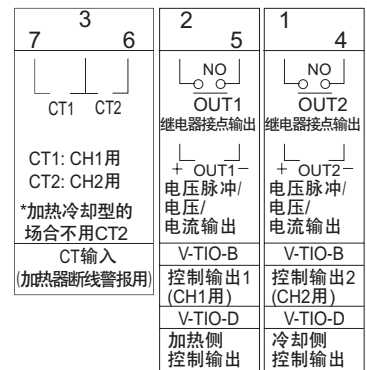 3
7 6
CT1 CT2
CT1: CH1用
CT2: CH2用
*加热冷却型的
场合不用CT2
CT输入
(加热器断线警报用)
2
5
NO
OUT1
继电器接点输出
+ OUT1−
电压脉冲/
电压/
电流输出
V-TIO-B
控制输出1
(CH1用)
V-TIO-D
加热侧
控制输出
1
4
NO
OUT2
继电器接点输出
+ OUT2−
电压脉冲/
电压/
电流输出
V-TIO-B
控制输出2
(CH2用)
V-TIO-D
冷却侧
控制输出